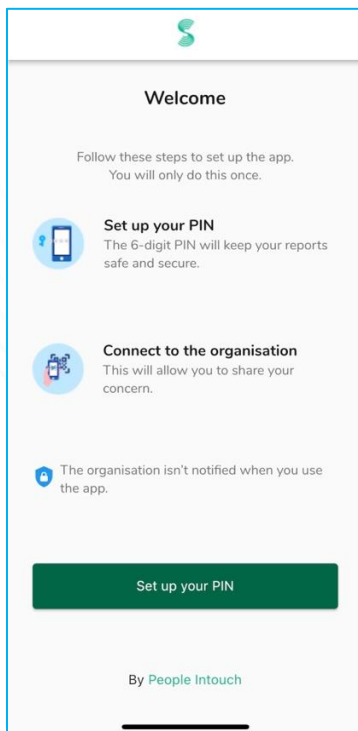 Welcome
Follow these steps to set up the app.
You will only do this once.
Set up your PIN
The 6-digit PIN will keep your reports
safe and secure.
Connect to the organisation
This will allow you to share your
concern.
The organisation isn't notified when you use
the app.
Set up your PIN
By People Intouch